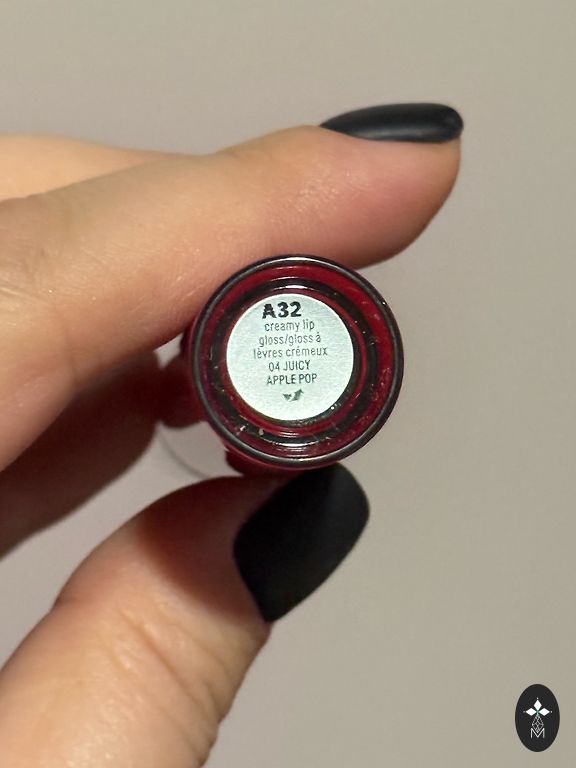 A32
creamy lip
gloss/gloss à
lèvres crémeux
04 JUICY
APPLE POP
M